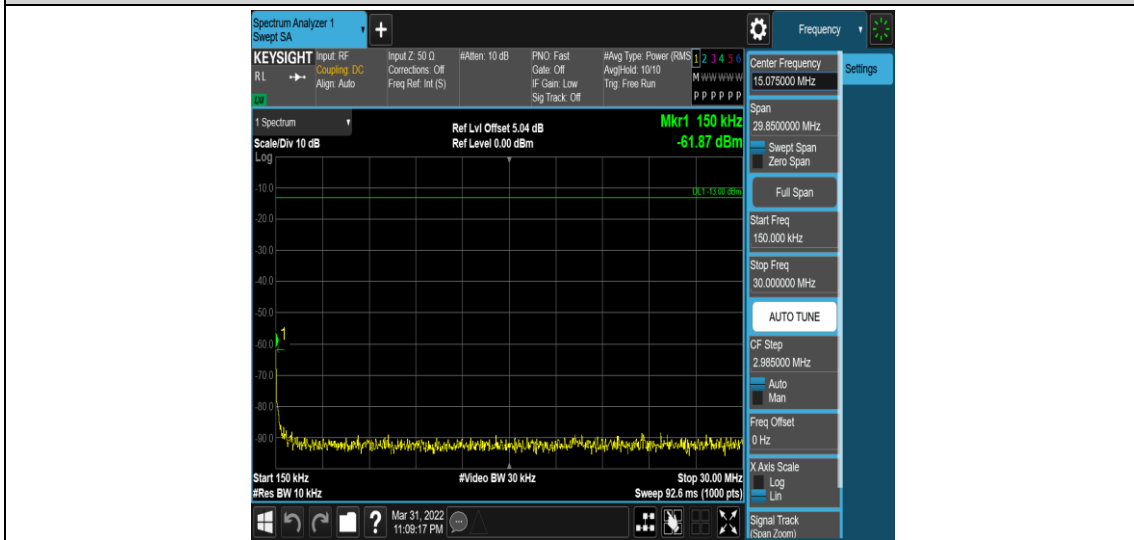 Spectrum Analyzer 1
Swept SA
+
Frequency
KEYSIGHT
RL
LXI
Input: RF
Coupling: DC
Align: Auto
Input Z: 50 Ω
Corrections: Off
Freq Ref: Int (S)
#Atten: 10 dB
PNO: Fast
Gate: Off
IF Gain: Low
Sig Track: Off
#Avg Type: Power (RMS
Avg|Hold: 10/10
Trig: Free Run
1 2 3 4 5 6
M W W W W W
P P P P P P
1 Spectrum
Scale/Div 10 dB
Ref Lvl Offset 5.04 dB
Ref Level 0.00 dBm
Mkr1 150 kHz
-61.87 dBm
Log
DL1 -13.00 dBm
-10.0
-20.0
-30.0
-40.0
-50.0
-60.0
-70.0
-80.0
-90.0
1
Start 150 kHz
#Res BW 10 kHz
#Video BW 30 kHz
Stop 30.00 MHz
Sweep 92.6 ms (1000 pts)
Center Frequency
15.075000 MHz
Settings
Span
29.8500000 MHz
Swept Span
Zero Span
Full Span
Start Freq
150.000 kHz
Stop Freq
30.000000 MHz
AUTO TUNE
CF Step
2.985000 MHz
Auto
Man
Freq Offset
0 Hz
X Axis Scale
Log
Lin
Signal Track
(Span Zoom)
?
Mar 31, 2022
11:09:17 PM